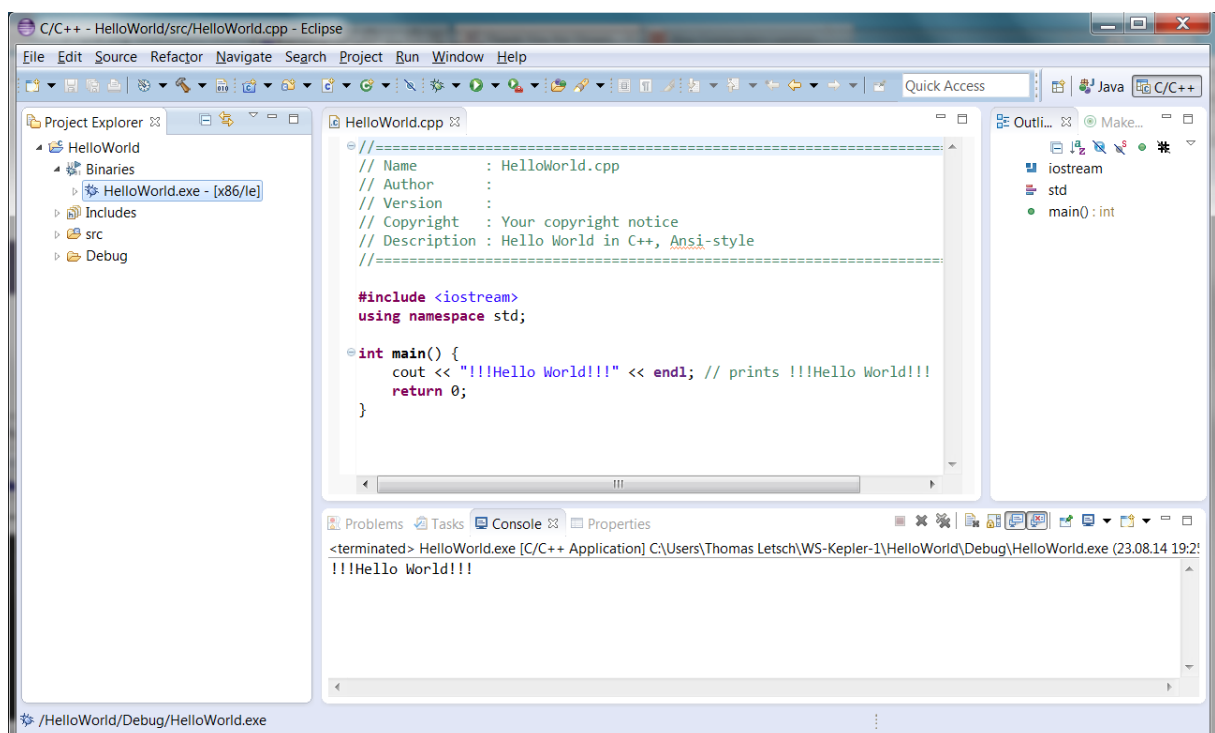 C/C++ - HelloWorld/src/HelloWorld.cpp - Eclipse
File Edit Source Refactor Navigate Search Project Run Window Help
Quick Access Java C/C++
Project Explorer
HelloWorld
Binaries
HelloWorld.exe - [x86/le]
Includes
src
Debug
HelloWorld.cpp
//====================================================================
// Name        : HelloWorld.cpp
// Author      :
// Version     :
// Copyright   : Your copyright notice
// Description : Hello World in C++, Ansi-style
//====================================================================
#include <iostream>
using namespace std;
int main() {
    cout << "!!!Hello World!!!" << endl; // prints !!!Hello World!!!
    return 0;
}
Outli... Make...
iostream
std
main() : int
Problems Tasks Console Properties
<terminated> HelloWorld.exe [C/C++ Application] C:\Users\Thomas Letsch\WS-Kepler-1\HelloWorld\Debug\HelloWorld.exe (23.08.14 19:25
!!!Hello World!!!
/HelloWorld/Debug/HelloWorld.exe